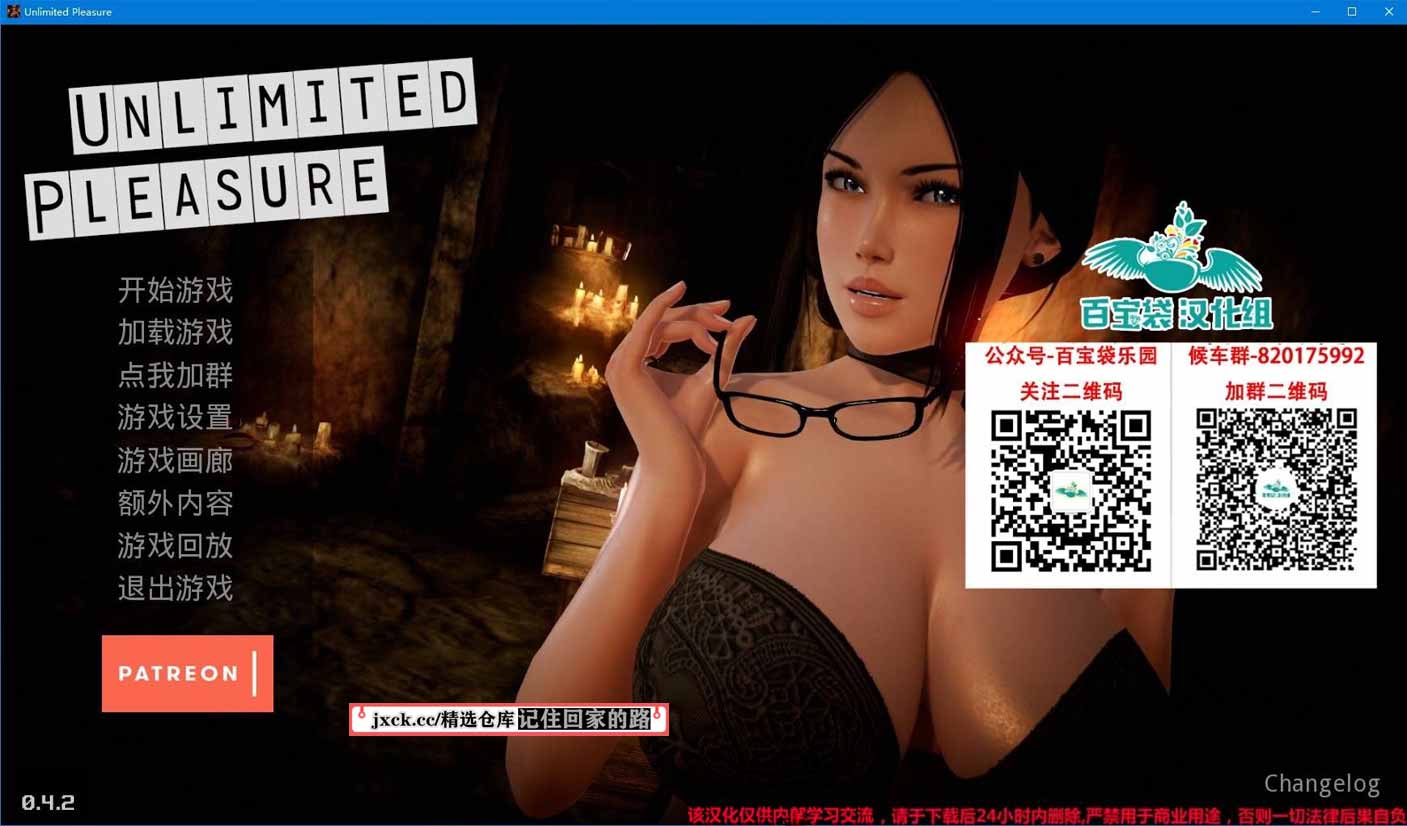 Unlimited Pleasure
UNLIMITED
PLEASURE
开始游戏
加载游戏
点我加群
游戏设置
游戏画廊
额外内容
游戏回放
退出游戏
PATREON
百宝袋汉化组
公众号-百宝袋乐园
关注二维码
候车群-820175992
加群二维码
jxck.cc/精选仓库 记住回家的路
Changelog
0.4.2
该汉化仅供内部学习交流，请于下载后24小时内删除,严禁用于商业用途，否则一切法律后果自负